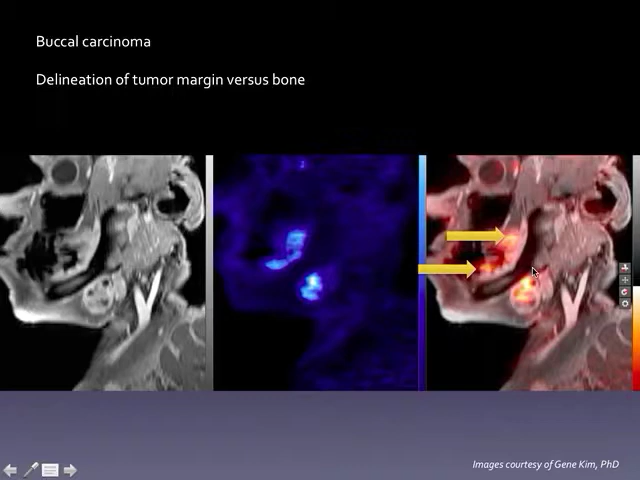 Buccal carcinoma
Delineation of tumor margin versus bone
Images courtesy of Gene Kim, PhD